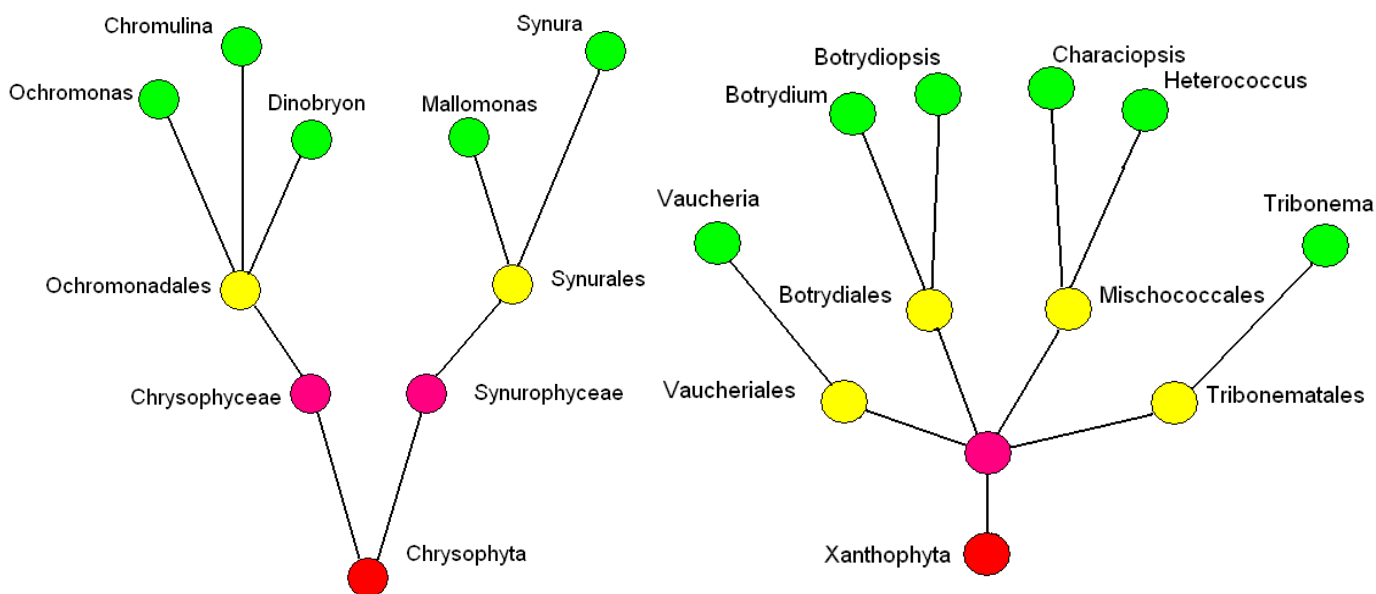 Chromulina
Synura
Ochromonas
Dinobryon
Mallomonas
Ochromonadales
Synurales
Chrysophyceae
Synurophyceae
Chrysophyta
Characiopsis
Botrydiopsis
Heterococcus
Botrydium
Vaucheria
Tribonema
Botrydiales
Mischococcales
Vaucheriales
Tribonematales
Xanthophyta